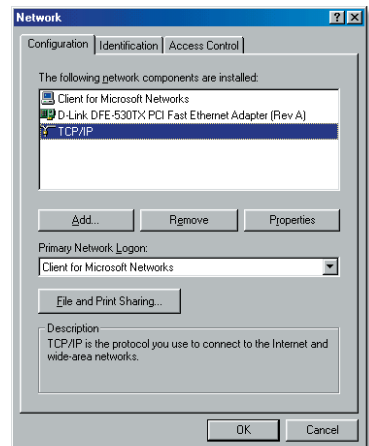 Network
Configuration Identification Access Control
The following network components are installed:
Client for Microsoft Networks
D-Link DFE-530TX PCI Fast Ethernet Adapter (Rev A)
TCP/IP
Add... Remove Properties
Primary Network Logon:
Client for Microsoft Networks
File and Print Sharing...
Description
TCP/IP is the protocol you use to connect to the Internet and
wide-area networks.
OK Cancel